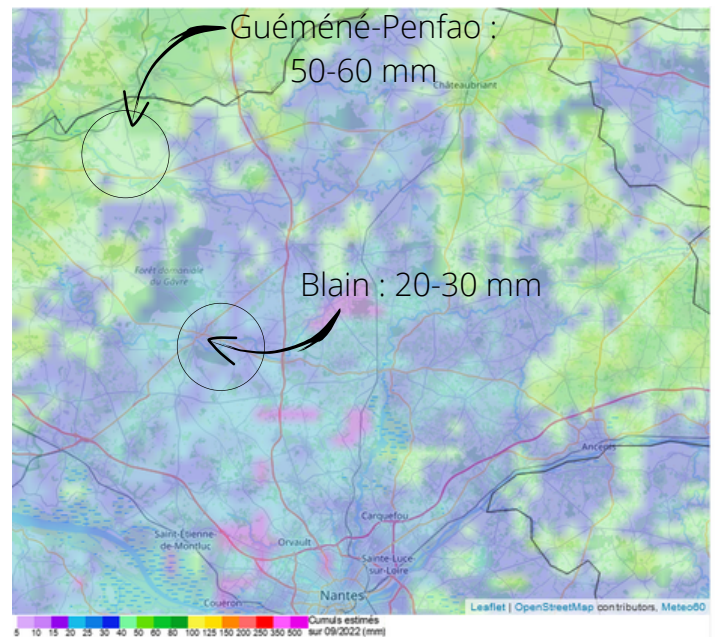 Guéméné-Penfao :
50-60 mm
Châteaubriant
Forêt domaniale
du Gâvre
Blain : 20-30 mm
Ancenis
Carquefou
Saint-Étienne-
de-Montluc
Orvault
Sainte-Luce-
sur-Loire
Nantes
Couëron
Leaflet | OpenStreetMap contributors, Meteo60
5 10 15 20 25 30 40 50 60 80 100 125 150 200 250 350 500 Cumuls estimés
sur 09/2022 (mm)